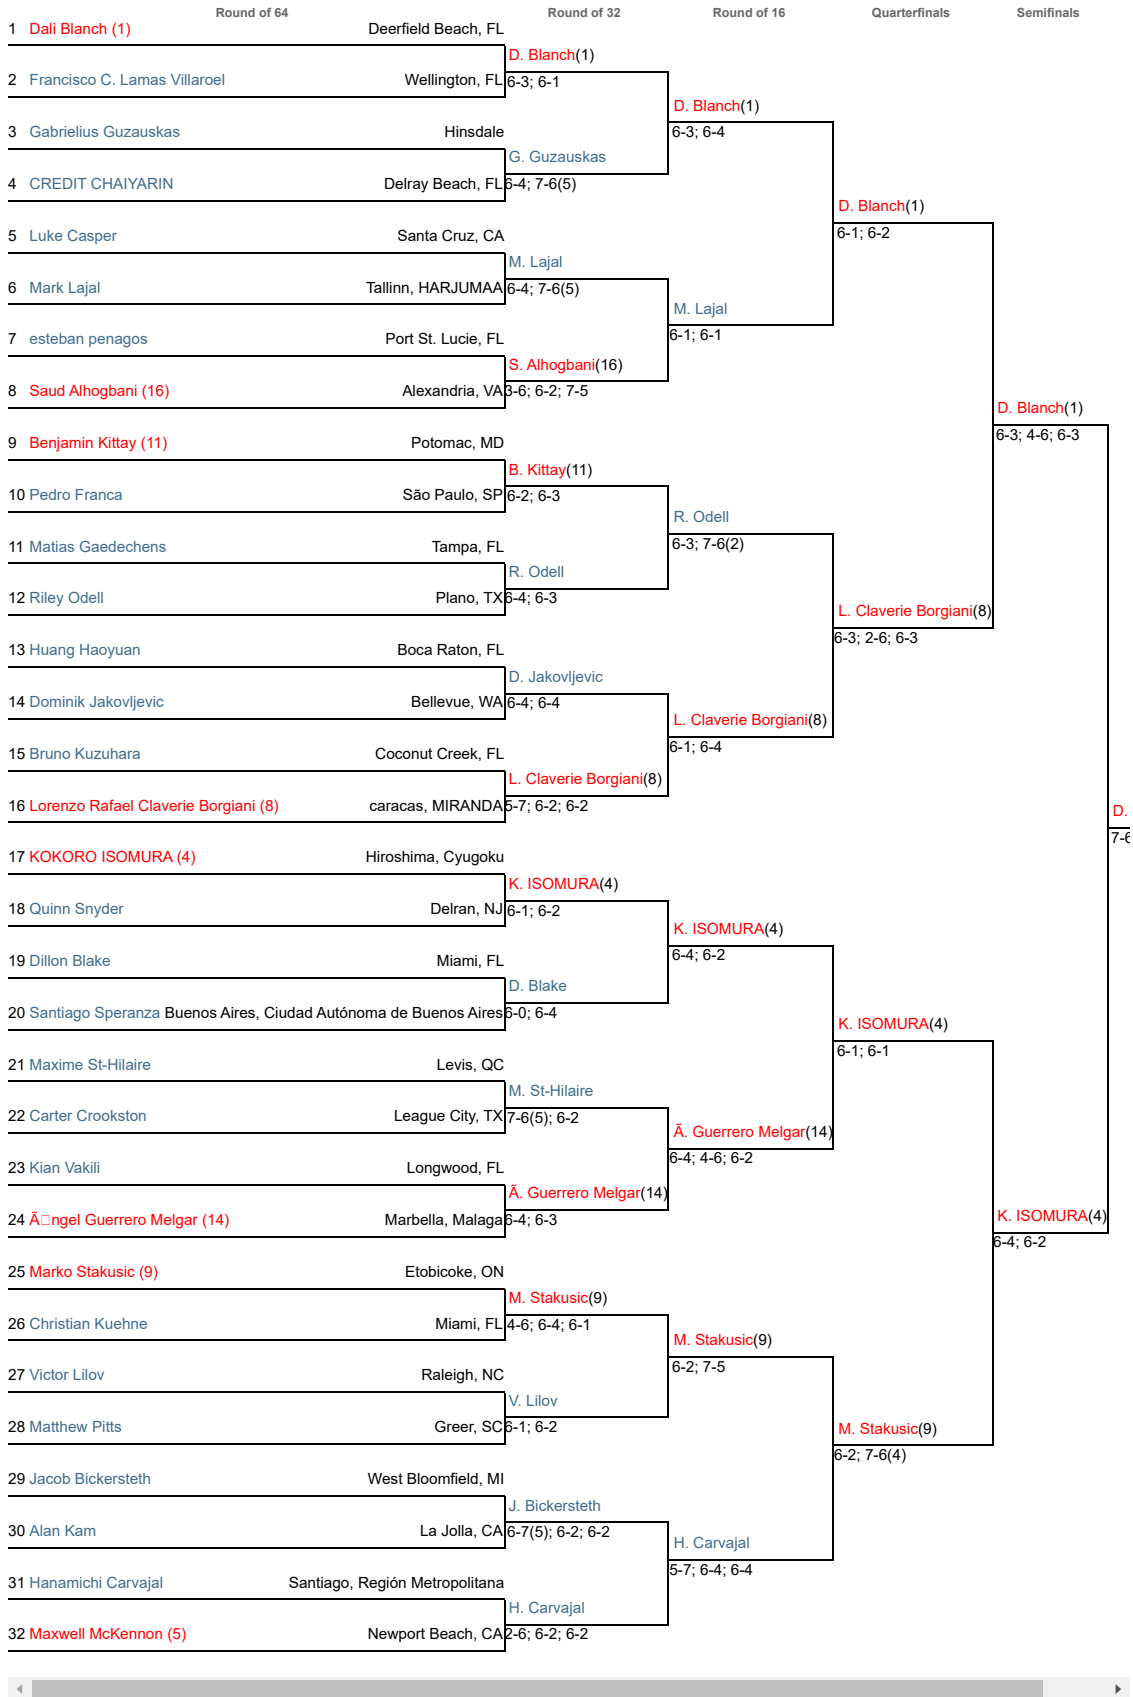 Round of 64 Round of 32 Round of 16 Quarterfinals Semifinals
1 Dali Blanch (1) Deerfield Beach, FL
D. Blanch(1)
2 Francisco C. Lamas Villaroel Wellington, FL 6-3; 6-1
D. Blanch(1)
3 Gabrielius Guzauskas Hinsdale 6-3; 6-4
G. Guzauskas
4 CREDIT CHAIYARIN Delray Beach, FL 6-4; 7-6(5)
D. Blanch(1)
5 Luke Casper Santa Cruz, CA 6-1; 6-2
M. Lajal
6 Mark Lajal Tallinn, HARJUMAA 6-4; 7-6(5)
M. Lajal
7 esteban penagos Port St. Lucie, FL 6-1; 6-1
S. Alhogbani(16)
8 Saud Alhogbani (16) Alexandria, VA 3-6; 6-2; 7-5
D. Blanch(1)
9 Benjamin Kittay (11) Potomac, MD 6-3; 4-6; 6-3
B. Kittay(11)
10 Pedro Franca São Paulo, SP 6-2; 6-3
R. Odell
11 Matias Gaedechens Tampa, FL 6-3; 7-6(2)
R. Odell
12 Riley Odell Plano, TX 6-4; 6-3
L. Claverie Borgiani(8)
13 Huang Haoyuan Boca Raton, FL 6-3; 2-6; 6-3
D. Jakovljevic
14 Dominik Jakovljevic Bellevue, WA 6-4; 6-4
L. Claverie Borgiani(8)
15 Bruno Kuzuhara Coconut Creek, FL 6-1; 6-4
L. Claverie Borgiani(8)
16 Lorenzo Rafael Claverie Borgiani (8) caracas, MIRANDA 5-7; 6-2; 6-2
D.
7-6
17 KOKORO ISOMURA (4) Hiroshima, Cyugoku
K. ISOMURA(4)
18 Quinn Snyder Delran, NJ 6-1; 6-2
K. ISOMURA(4)
19 Dillon Blake Miami, FL 6-4; 6-2
D. Blake
20 Santiago Speranza Buenos Aires, Ciudad Autónoma de Buenos Aires 6-0; 6-4
K. ISOMURA(4)
21 Maxime St-Hilaire Levis, QC 6-1; 6-1
M. St-Hilaire
22 Carter Crookston League City, TX 7-6(5); 6-2
Ã. Guerrero Melgar(14)
23 Kian Vakili Longwood, FL 6-4; 4-6; 6-2
Ã. Guerrero Melgar(14)
24 Ã□ngel Guerrero Melgar (14) Marbella, Malaga 6-4; 6-3
K. ISOMURA(4)
6-4; 6-2
25 Marko Stakusic (9) Etobicoke, ON
M. Stakusic(9)
26 Christian Kuehne Miami, FL 4-6; 6-4; 6-1
M. Stakusic(9)
27 Victor Lilov Raleigh, NC 6-2; 7-5
V. Lilov
28 Matthew Pitts Greer, SC 6-1; 6-2
M. Stakusic(9)
6-2; 7-6(4)
29 Jacob Bickersteth West Bloomfield, MI
J. Bickersteth
30 Alan Kam La Jolla, CA 6-7(5); 6-2; 6-2
H. Carvajal
5-7; 6-4; 6-4
31 Hanamichi Carvajal Santiago, Región Metropolitana
H. Carvajal
32 Maxwell McKennon (5) Newport Beach, CA 2-6; 6-2; 6-2